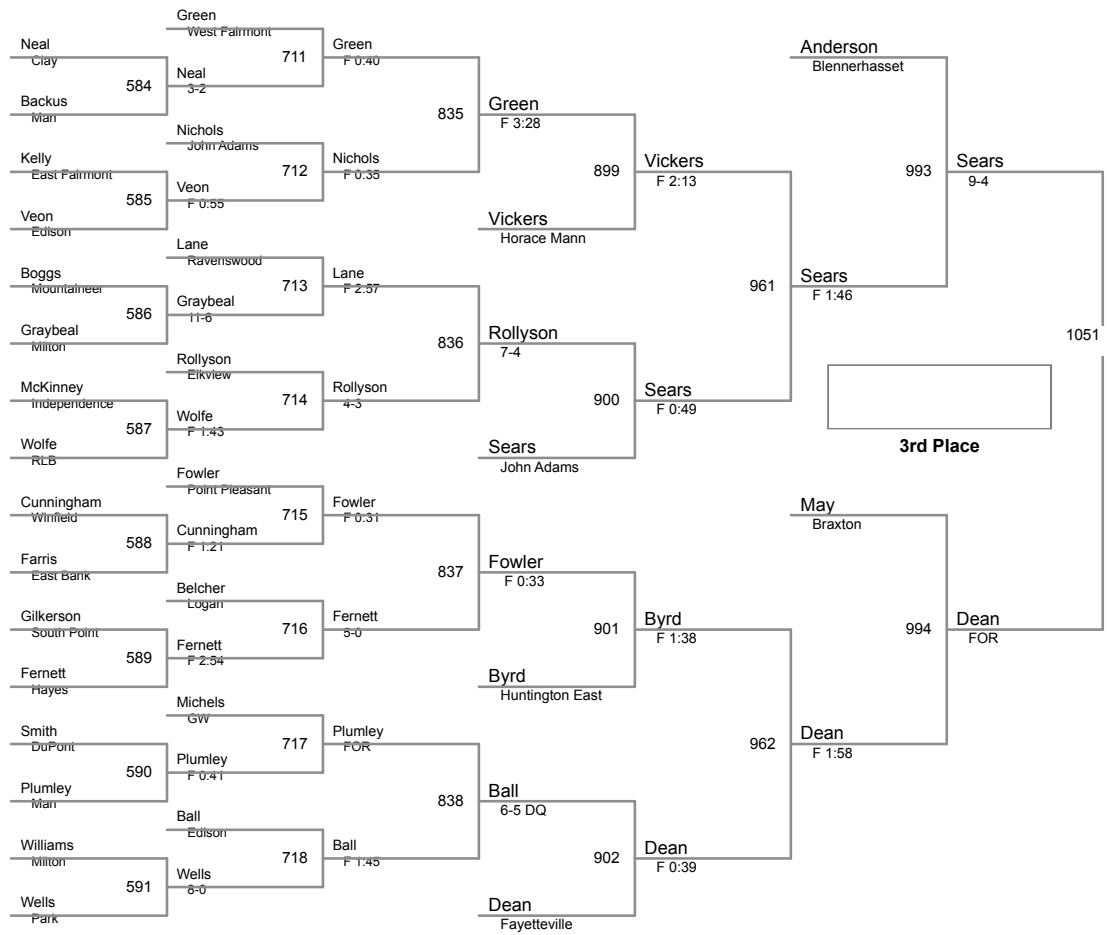 Green
West Fairmont
Neal
Clay
584
Backus
Man
Neal
3-2
711
Green
F 0:40
Kelly
East Fairmont
585
Veon
Edison
Nichols
John Adams
Veon
F 0:55
712
Nichols
F 0:35
835
Green
F 3:28
Vickers
Horace Mann
899
Vickers
F 2:13
Boggs
Mountaineer
586
Graybeal
Milton
Lane
Ravenswood
Graybeal
11-6
713
Lane
F 2:57
McKinney
Independence
587
Wolfe
RLB
Rollyson
Elkview
Wolfe
F 1:43
714
Rollyson
4-3
836
Rollyson
7-4
Sears
John Adams
900
Sears
F 0:49
961
Sears
F 1:46
Anderson
Blennerhasset
993
Sears
9-4
1051
3rd Place
Cunningham
Winfield
588
Farris
East Bank
Fowler
Point Pleasant
Cunningham
F 1:21
715
Fowler
F 0:31
Gilkerson
South Point
589
Fernett
Hayes
Belcher
Logan
Fernett
F 2:54
716
Fernett
5-0
837
Fowler
F 0:33
Byrd
Huntington East
901
Byrd
F 1:38
Smith
DuPont
590
Plumley
Man
Michels
GW
Plumley
F 0:41
717
Plumley
FOR
Williams
Milton
591
Wells
Park
Ball
Edison
Wells
8-0
718
Ball
F 1:45
838
Ball
6-5 DQ
Dean
Fayetteville
902
Dean
F 0:39
962
Dean
F 1:58
May
Braxton
994
Dean
FOR